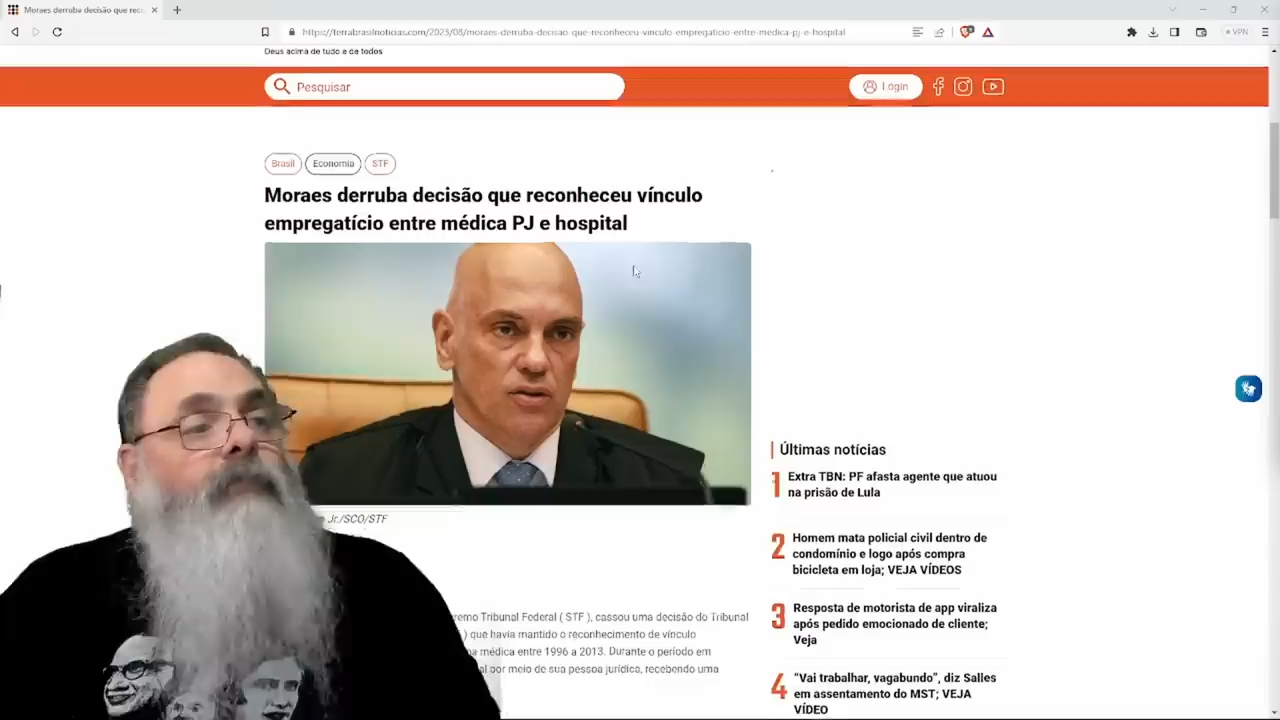 Moraes derruba decisão que reco
https://terrabrasilnoticias.com/2023/08/moraes-derruba-decisao-que-reconheceu-vinculo-empregaticio-entre-medica-pj-e-hospital
VPN
Deus acima de tudo e de todos
Pesquisar
Login
Brasil Economia STF
Moraes derruba decisão que reconheceu vínculo
empregatício entre médica PJ e hospital
Jr./SCO/STF
remo Tribunal Federal ( STF ), cassou uma decisão do Tribunal
) que havia mantido o reconhecimento de vínculo
médica entre 1996 a 2013. Durante o período em
al por meio de sua pessoa jurídica, recebendo uma
Últimas notícias
1 Extra TBN: PF afasta agente que atuou
na prisão de Lula
2 Homem mata policial civil dentro de
condomínio e logo após compra
bicicleta em loja; VEJA VÍDEOS
3 Resposta de motorista de app viraliza
após pedido emocionado de cliente;
Veja
4 “Vai trabalhar, vagabundo”, diz Salles
em assentamento do MST; VEJA
VÍDEO